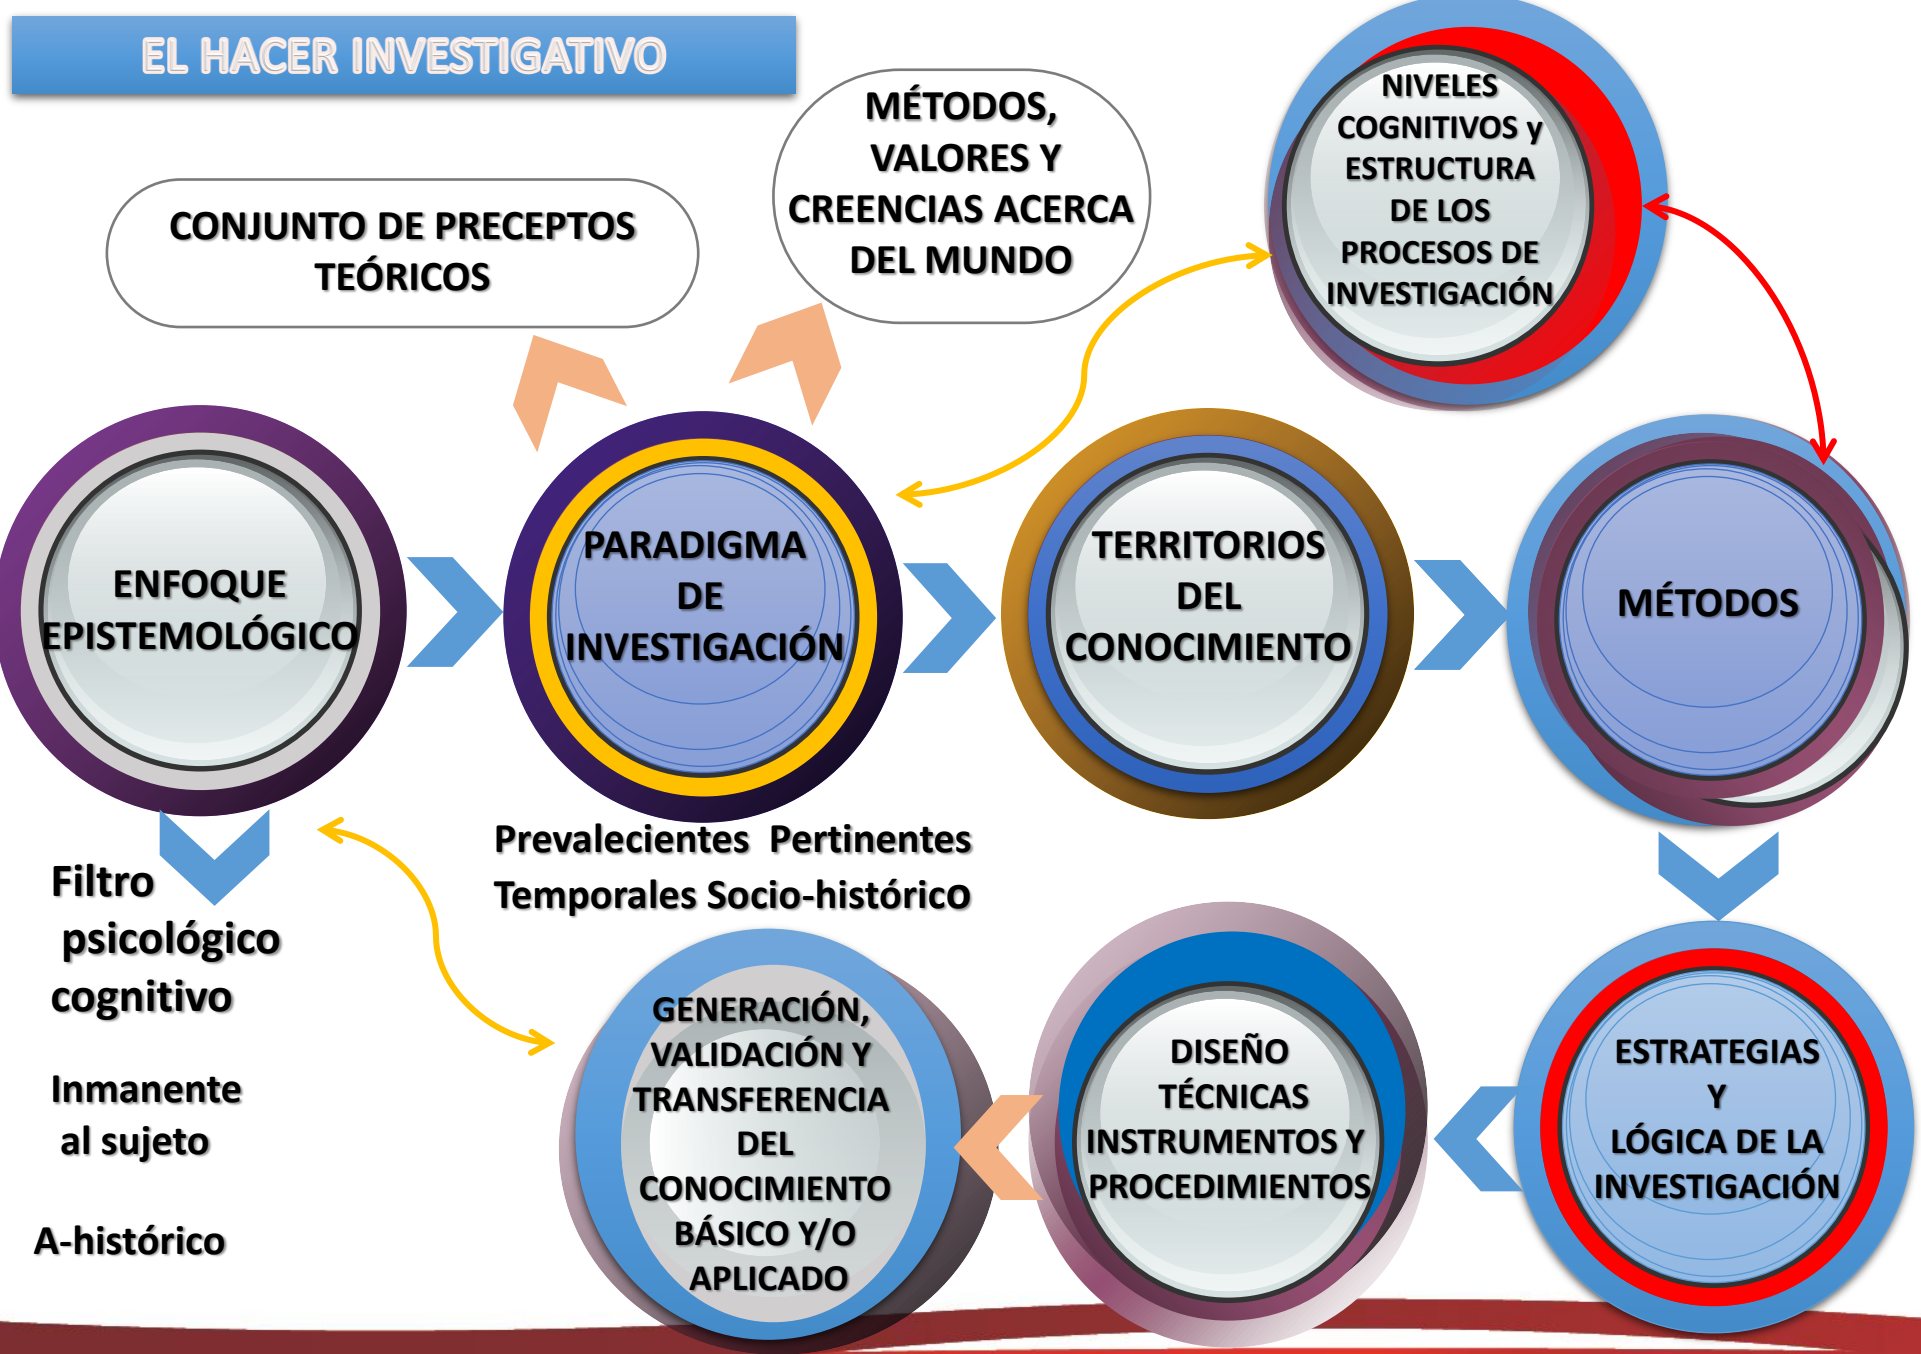 EL HACER INVESTIGATIVO
CONJUNTO DE PRECEPTOS
TEÓRICOS
MÉTODOS,
VALORES Y
CREENCIAS ACERCA
DEL MUNDO
NIVELES
COGNITIVOS y
ESTRUCTURA
DE LOS
PROCESOS DE
INVESTIGACIÓN
ENFOQUE
EPISTEMOLÓGICO
PARADIGMA
DE
INVESTIGACIÓN
TERRITORIOS
DEL
CONOCIMIENTO
MÉTODOS
Filtro
psicológico
cognitivo
Inmanente
al sujeto
A-histórico
Prevalecientes Pertinentes
Temporales Socio-histórico
GENERACIÓN,
VALIDACIÓN Y
TRANSFERENCIA
DEL
CONOCIMIENTO
BÁSICO Y/O
APLICADO
DISEÑO
TÉCNICAS
INSTRUMENTOS Y
PROCEDIMIENTOS
ESTRATEGIAS
Y
LÓGICA DE LA
INVESTIGACIÓN